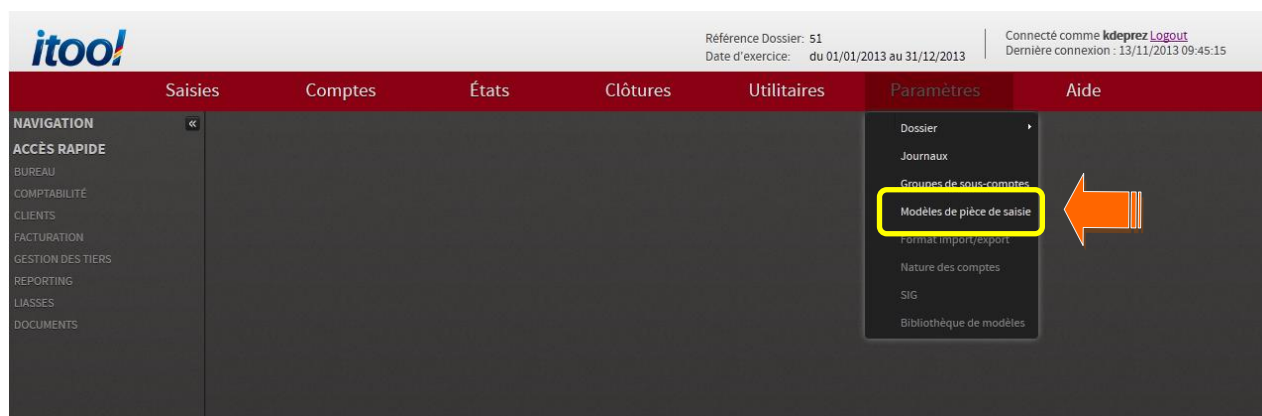 itool
Référence Dossier: 51
Date d'exercice: du 01/01/2013 au 31/12/2013
Connecté comme kdeprez Logout
Dernière connexion : 13/11/2013 09:45:15
Saisies Comptes États Clôtures Utilitaires Paramètres Aide
NAVIGATION «
ACCÈS RAPIDE
BUREAU
COMPTABILITÉ
CLIENTS
FACTURATION
GESTION DES TIERS
REPORTING
LIASSES
DOCUMENTS
Dossier
Journaux
Groupes de sous-comptes
Modèles de pièce de saisie
Format import/export
Nature des comptes
SIG
Bibliothèque de modèles